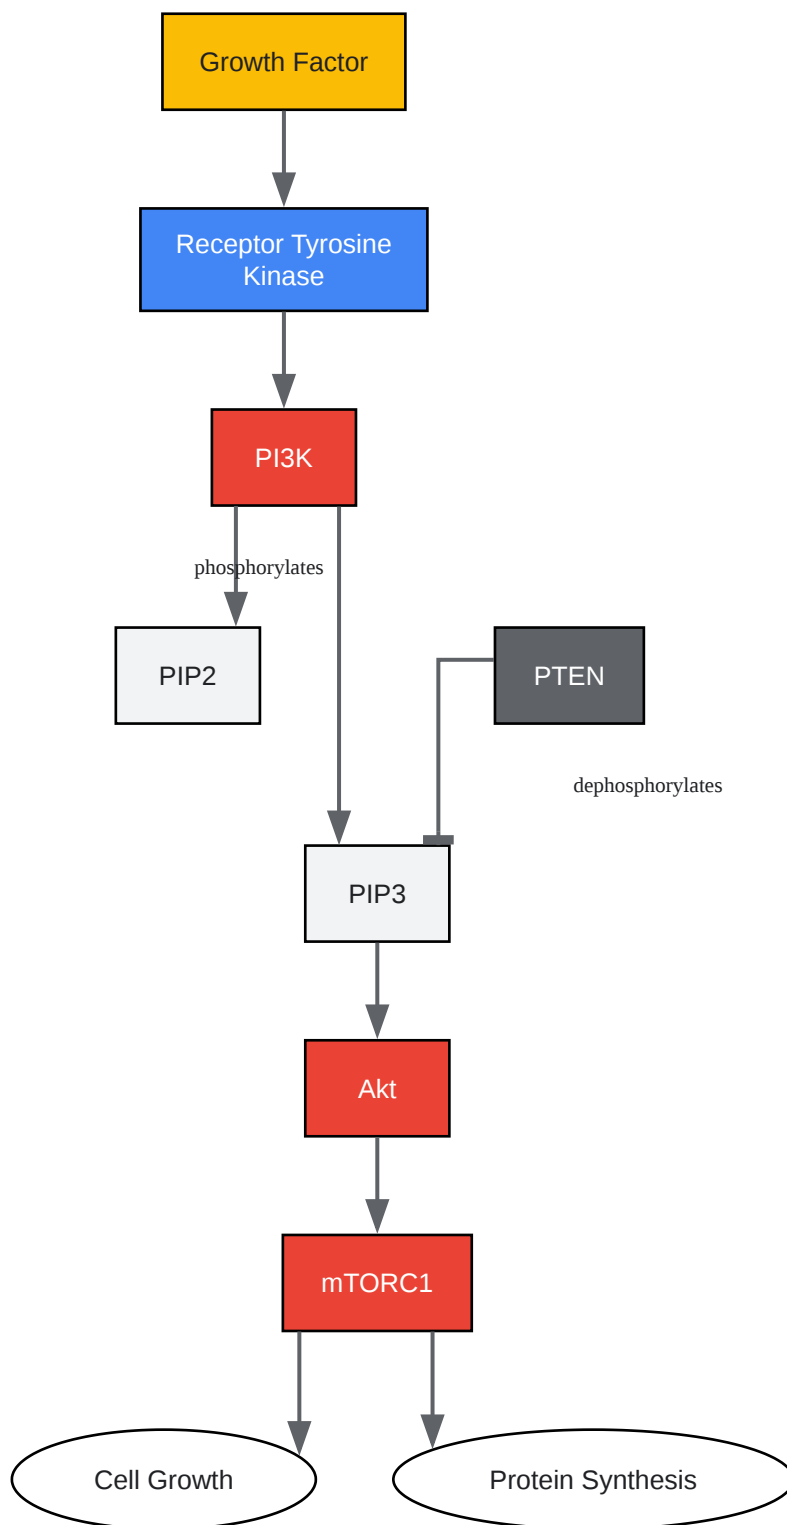 Growth Factor
Receptor Tyrosine
Kinase
PI3K
phosphorylates
PIP2
PTEN
dephosphorylates
PIP3
Akt
mTORC1
Cell Growth
Protein Synthesis